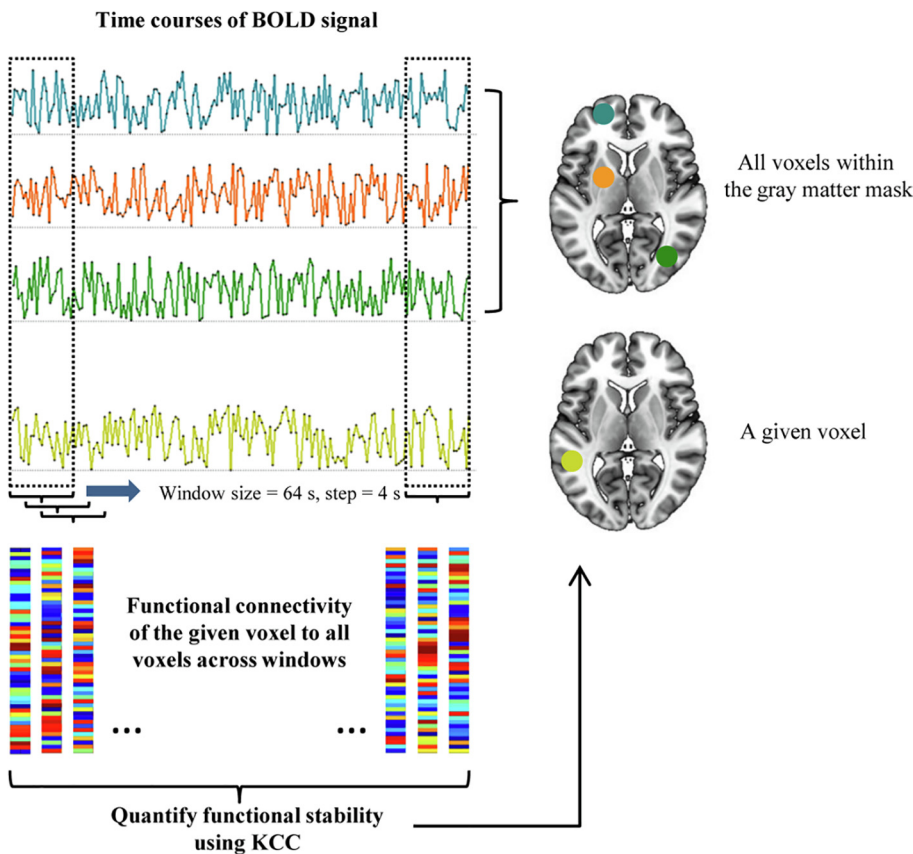 Time courses of BOLD signal
All voxels within
the gray matter mask
A given voxel
Window size = 64 s, step = 4 s
Functional connectivity
of the given voxel to all
voxels across windows
... ...
Quantify functional stability
using KCC